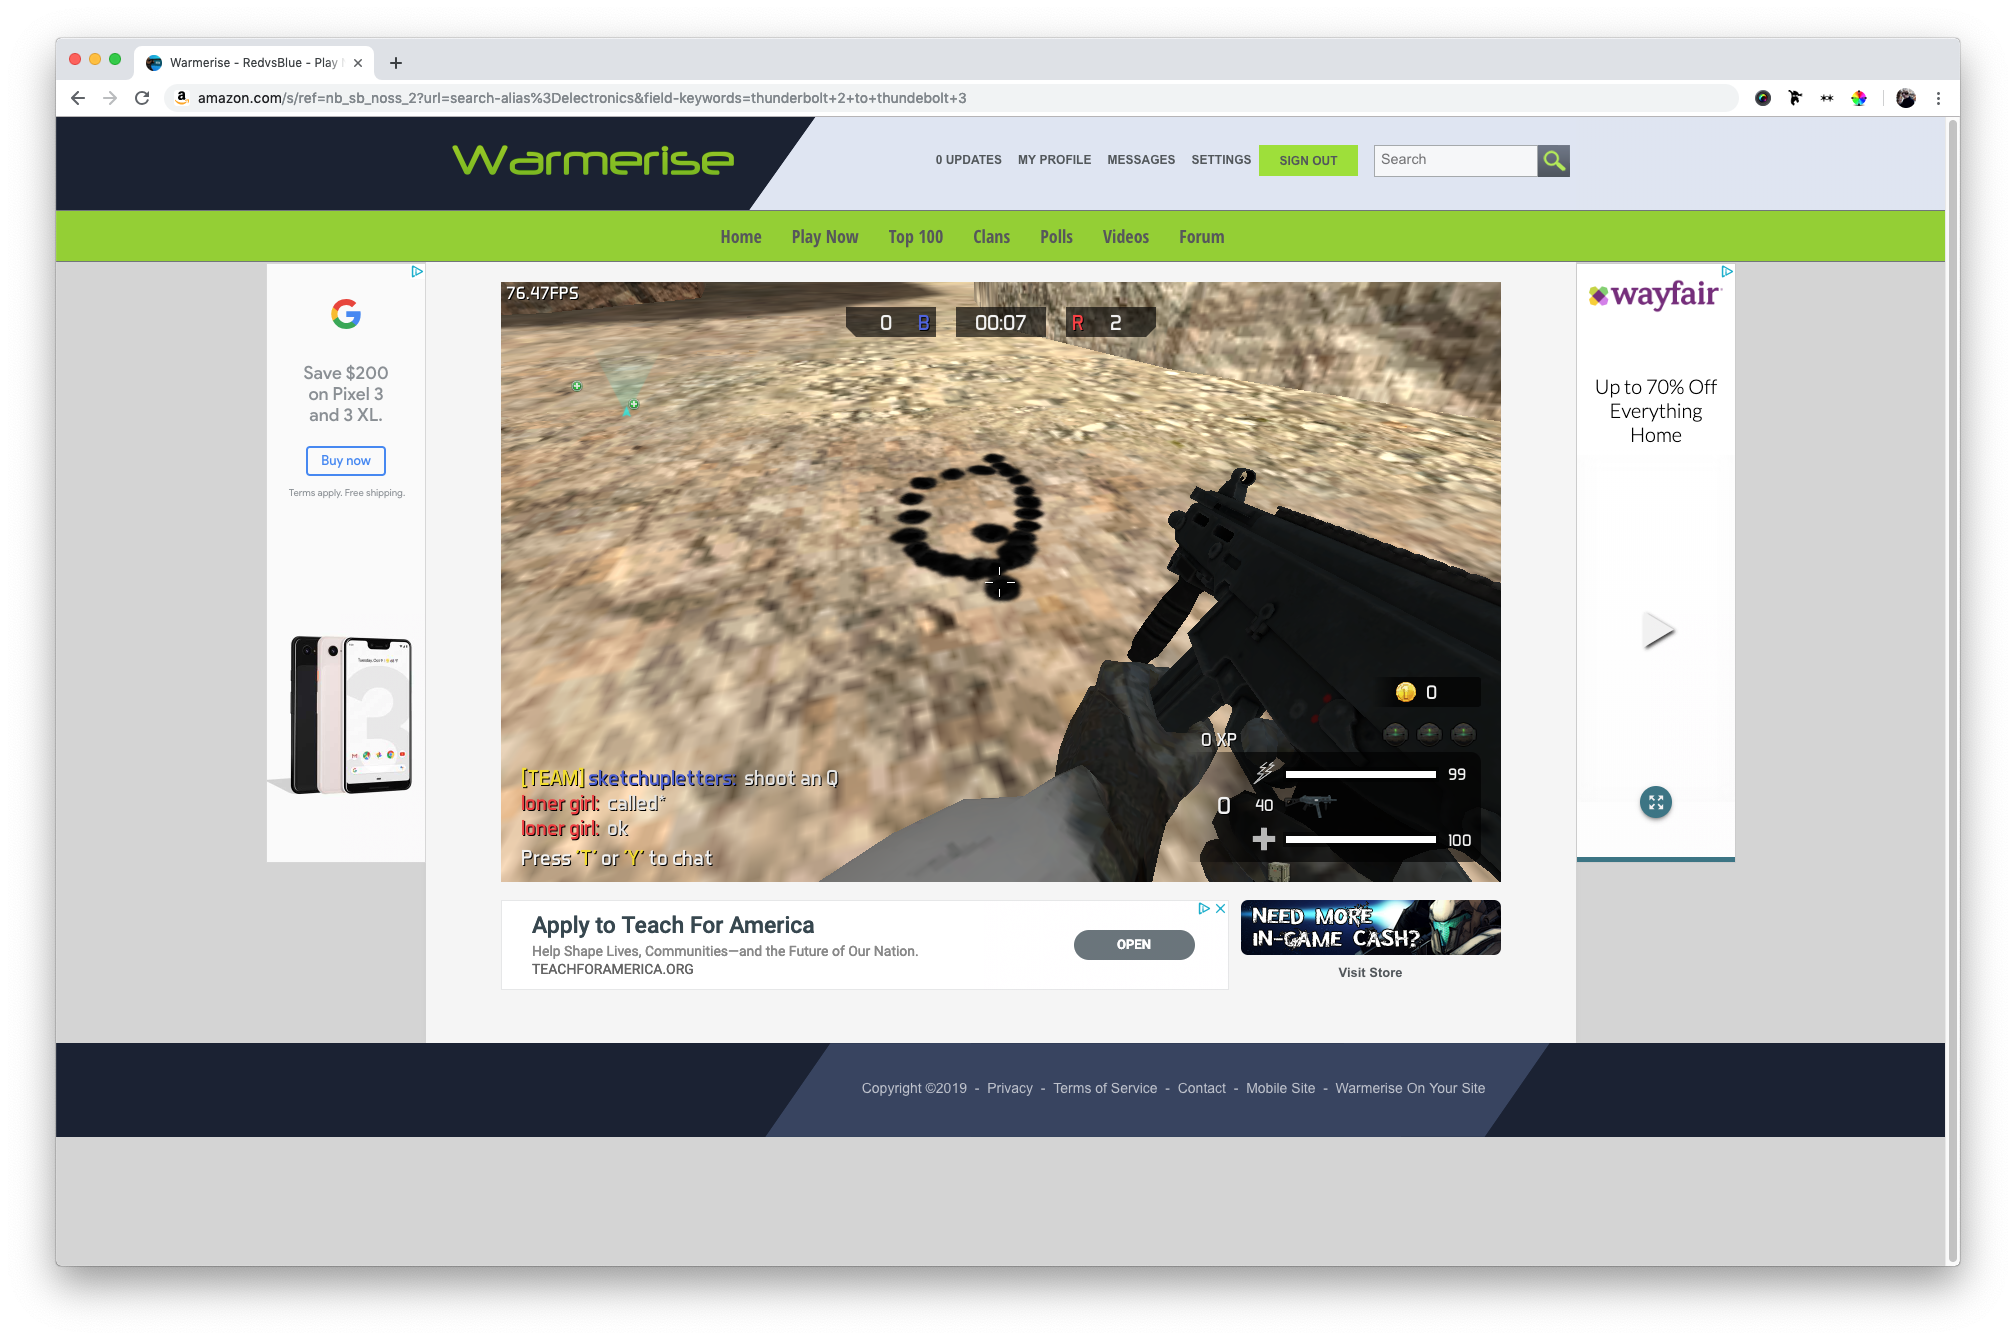 Warmerise - RedvsBlue - Play
amazon.com/s/ref=nb_sb_noss_2?url=search-alias%3Delectronics&field-keywords=thunderbolt+2+to+thundebolt+3
Warmerise
0 UPDATES MY PROFILE MESSAGES SETTINGS SIGN OUT Search
Home Play Now Top 100 Clans Polls Videos Forum
Save $200
on Pixel 3
and 3 XL.
Buy now
Terms apply. Free shipping.
76.47FPS
0 B 00:07 R 2
Q
0
0 XP
99
0 40
100
[TEAM] sketchupletters: shoot an Q
loner girl: called*
loner girl: ok
Press 'T' or 'Y' to chat
wayfair
Up to 70% Off
Everything
Home
Apply to Teach For America
Help Shape Lives, Communities—and the Future of Our Nation.
TEACHFORAMERICA.ORG
OPEN
NEED MORE
IN-GAME CASH?
Visit Store
Copyright ©2019 - Privacy - Terms of Service - Contact - Mobile Site - Warmerise On Your Site